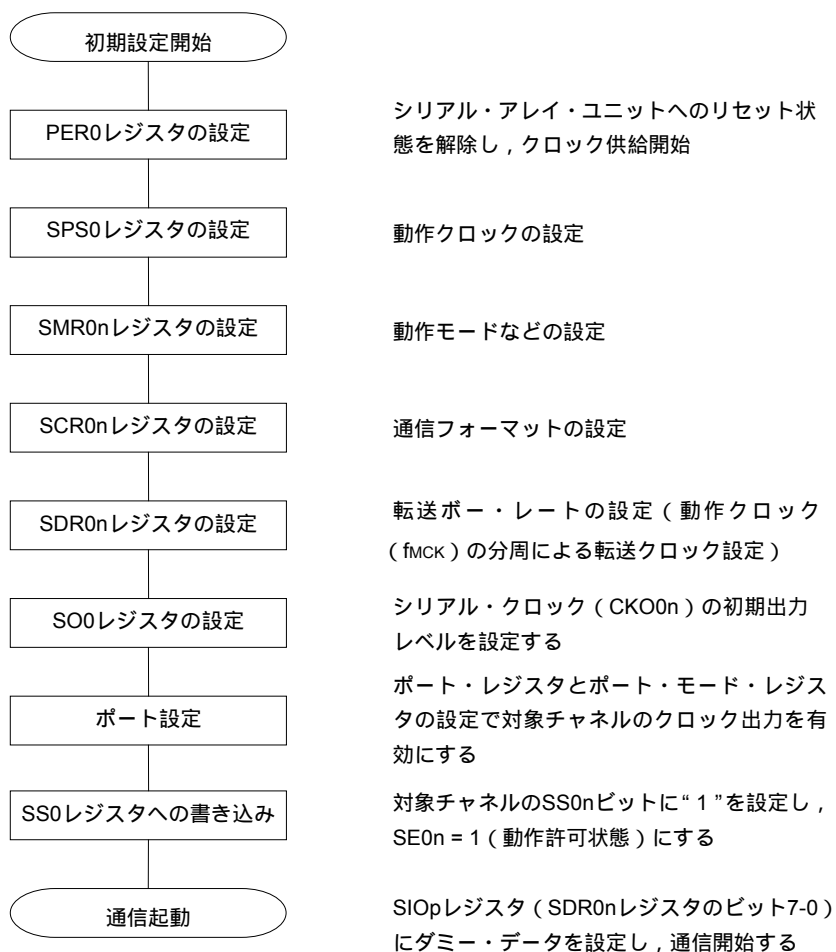 初期設定開始
PER0レジスタの設定
シリアル・アレイ・ユニットへのリセット状
態を解除し，クロック供給開始
SPS0レジスタの設定
動作クロックの設定
SMR0nレジスタの設定
動作モードなどの設定
SCR0nレジスタの設定
通信フォーマットの設定
SDR0nレジスタの設定
転送ボー・レートの設定（動作クロック
（fMCK）の分周による転送クロック設定）
SO0レジスタの設定
シリアル・クロック（CKO0n）の初期出力
レベルを設定する
ポート設定
ポート・レジスタとポート・モード・レジス
タの設定で対象チャネルのクロック出力を有
効にする
SS0レジスタへの書き込み
対象チャネルのSS0nビットに“１”を設定し，
SE0n = 1（動作許可状態）にする
通信起動
SIOpレジスタ（SDR0nレジスタのビット7-0）
にダミー・データを設定し，通信開始する